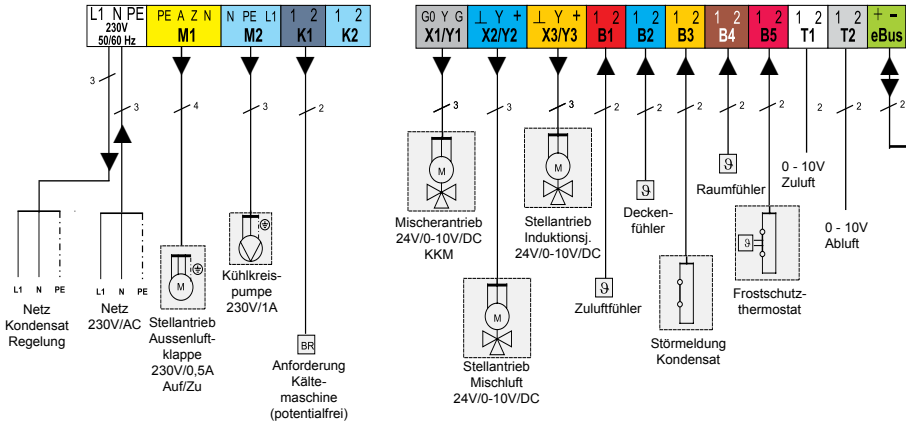 L1 N PE
230V
50/60 Hz
PE A Z N
M1
N PE L1
M2
1 2
K1
1 2
K2
G0 Y G
X1/Y1
⊥ Y +
X2/Y2
⊥ Y +
X3/Y3
1 2
B1
1 2
B2
1 2
B3
1 2
B4
1 2
B5
1 2
T1
1 2
T2
+ -
eBus
3
3
4
3
2
3
3
3
2
2
2
2
2
2
2
2
L1 N PE
Netz
Kondensat
Regelung
L1 N PE
Netz
230V/AC
M
Stellantrieb
Aussenluft-
klappe
230V/0,5A
Auf/Zu
Kühlkreis-
pumpe
230V/1A
BR
Anforderung
Kälte-
maschine
(potentialfrei)
M
Mischerantrieb
24V/0-10V/DC
KKM
M
Stellantrieb
Mischluft
24V/0-10V/DC
M
Stellantrieb
Induktionsj.
24V/0-10V/DC
ϑ
Zuluftfühler
ϑ
Decken-
fühler
Störmeldung
Kondensat
ϑ
Raumfühler
ϑ
Frostschutz-
thermostat
0 - 10V
Zuluft
0 - 10V
Abluft